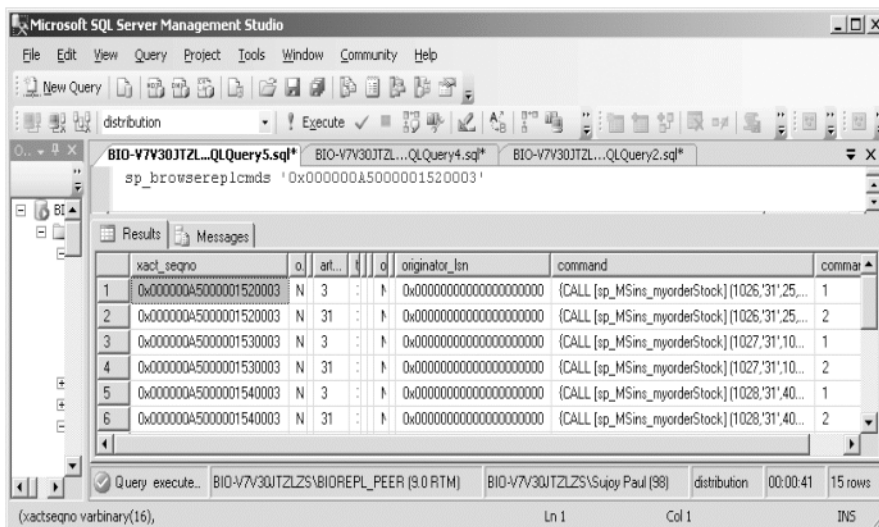 Microsoft SQL Server Management Studio
File Edit View Query Project Tools Window Community Help
New Query
distribution Execute
BIO-V7V30JTZL...QLQuery5.sql* BIO-V7V30JTZL...QLQuery4.sql* BIO-V7V30JTZL...QLQuery2.sql*
sp_browsereplcmds '0x000000A5000001520003'
BI
Results Messages
xact_seqno o. art... t o originator_lsn command commar
1 0x000000A5000001520003 N 3 N 0x00000000000000000000 {CALL [sp_MSins_myorderStock] (1026,'31',25,... 1
2 0x000000A5000001520003 N 31 N 0x00000000000000000000 {CALL [sp_MSins_myorderStock] (1026,'31',25,... 2
3 0x000000A5000001530003 N 3 N 0x00000000000000000000 {CALL [sp_MSins_myorderStock] (1027,'31',10... 1
4 0x000000A5000001530003 N 31 N 0x00000000000000000000 {CALL [sp_MSins_myorderStock] (1027,'31',10... 2
5 0x000000A5000001540003 N 3 N 0x00000000000000000000 {CALL [sp_MSins_myorderStock] (1028,'31',40... 1
6 0x000000A5000001540003 N 31 N 0x00000000000000000000 {CALL [sp_MSins_myorderStock] (1028,'31',40... 2
Query execute.. BIO-V7V30JTZLZS\BIOREPL_PEER (9.0 RTM) BIO-V7V30JTZLZS\Sujoy Paul (98) distribution 00:00:41 15 rows
(xactseqno varbinary(16), Ln 1 Col 1 INS